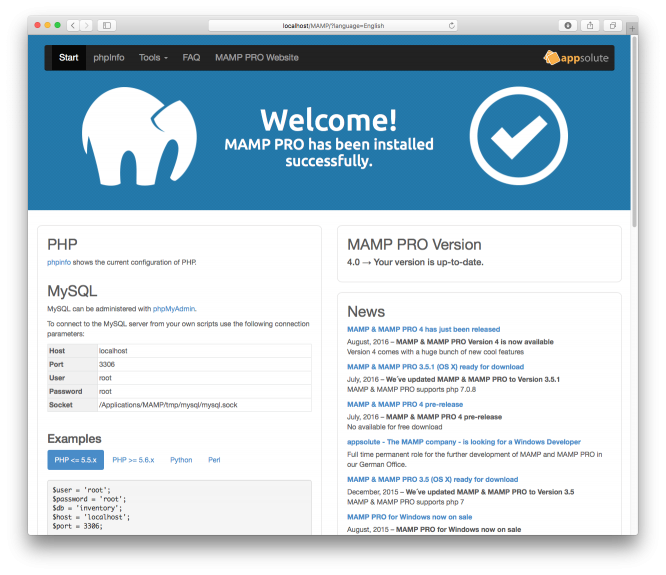 localhost/MAMP/?language=English
Start phpInfo Tools FAQ MAMP PRO Website
appsolute
Welcome!
MAMP PRO has been installed
successfully.
PHP
phpinfo shows the current configuration of PHP.
MySQL
MySQL can be administered with phpMyAdmin.
To connect to the MySQL server from your own scripts use the following connection
parameters:
Host localhost
Port 3306
User root
Password root
Socket /Applications/MAMP/tmp/mysql/mysql.sock
Examples
PHP <= 5.5.x PHP >= 5.6.x Python Perl
$user = 'root';
$password = 'root';
$db = 'inventory';
$host = 'localhost';
$port = 3306;
MAMP PRO Version
4.0 → Your version is up-to-date.
News
MAMP & MAMP PRO 4 has just been released
August, 2016 – MAMP & MAMP PRO Version 4 is now available
Version 4 comes with a huge bunch of new cool features
MAMP & MAMP PRO 3.5.1 (OS X) ready for download
July, 2016 – We´ve updated MAMP & MAMP PRO to Version 3.5.1
MAMP & MAMP PRO supports php 7.0.8
MAMP & MAMP PRO 4 pre-release
July, 2016 – MAMP & MAMP PRO 4 pre-release
No available for free download
appsolute - The MAMP company - is looking for a Windows Developer
Full time permanent role for the further development of MAMP and MAMP PRO in
our German Office.
MAMP & MAMP PRO 3.5 (OS X) ready for download
December, 2015 – We´ve updated MAMP & MAMP PRO to Version 3.5
MAMP & MAMP PRO supports php 7
MAMP PRO for Windows now on sale
August, 2015 – MAMP PRO for Windows now on sale